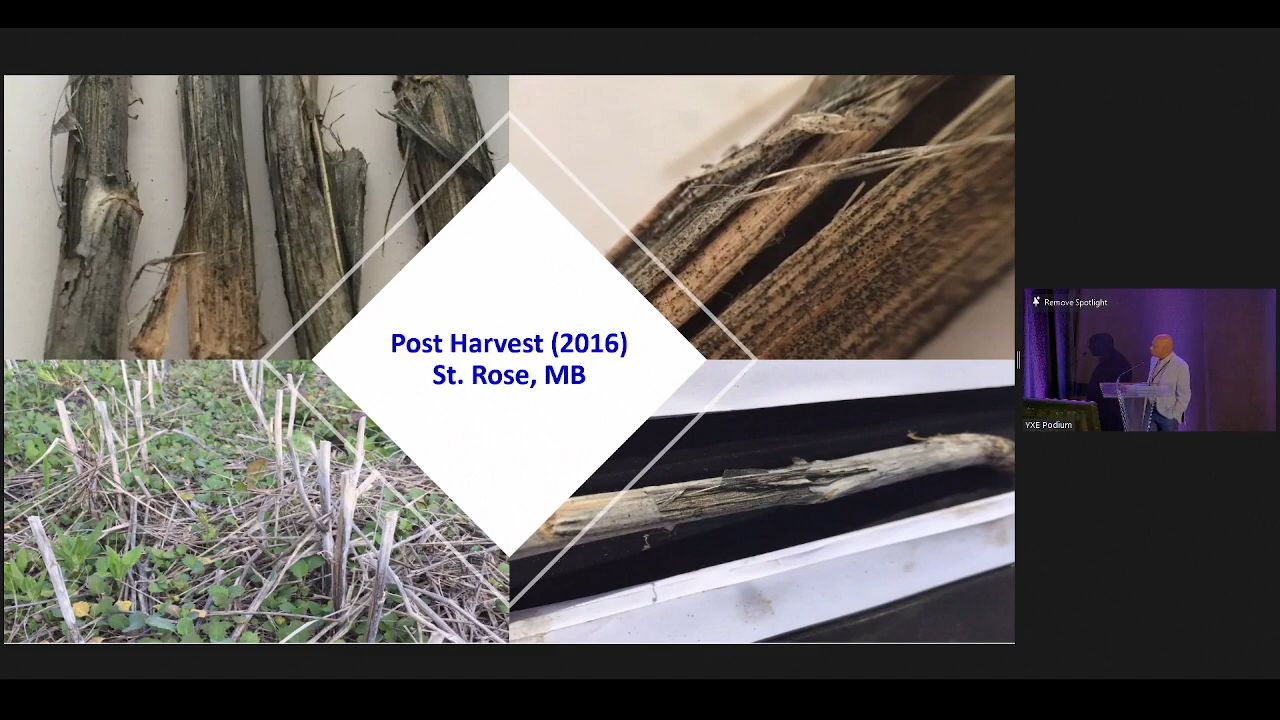 Post Harvest (2016)
St. Rose, MB
Remove Spotlight
YXE Podium